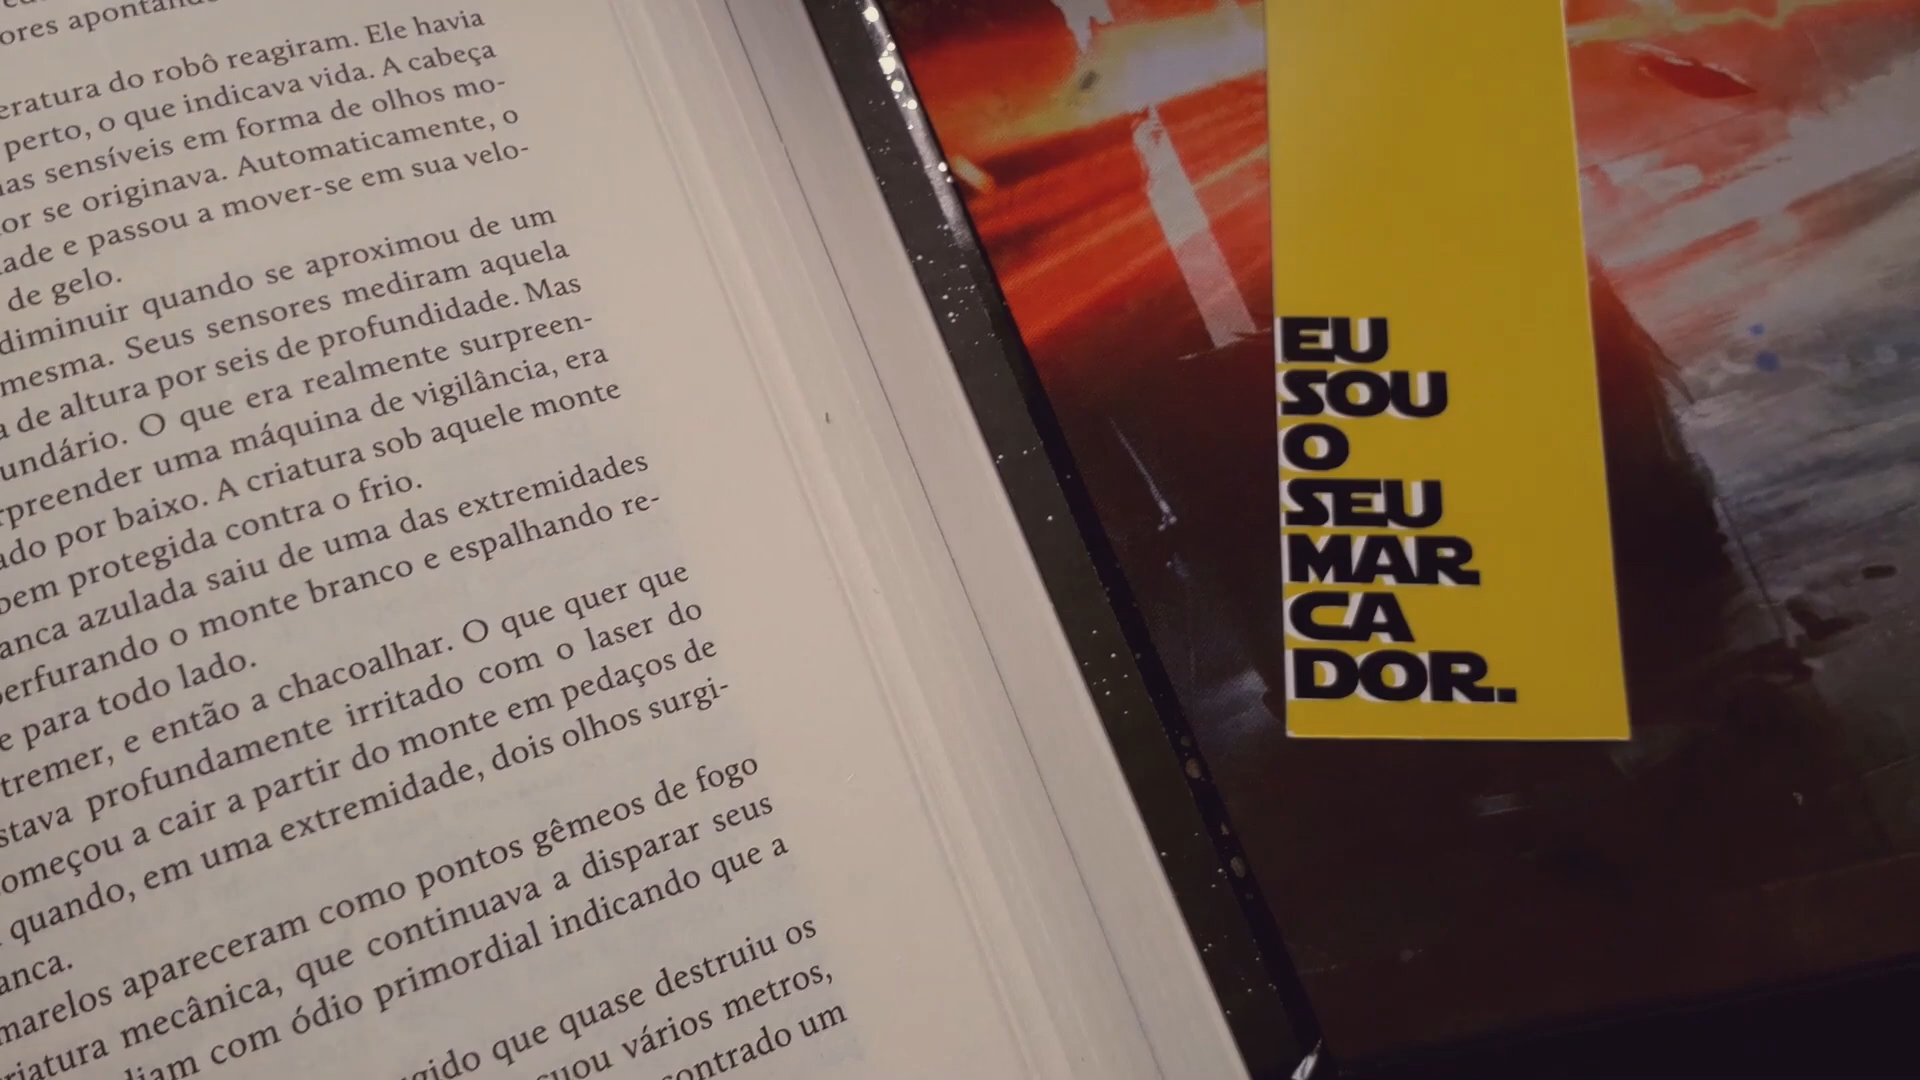 ores
eratura do robô reagiram. Ele havia
perto, o que indicava vida. A cabeça
sensíveis em forma de olhos mo-
or se originava. Automaticamente, o
ade e passou a mover-se em sua velo-
de gelo.
diminuir quando se aproximou de um
mesma. Seus sensores mediram aquela
de altura por seis de profundidade. Mas
undário. O que era realmente surpreen-
rpreender uma máquina de vigilância, era
ado por baixo. A criatura sob aquele monte
bem protegida contra o frio.
anca azulada saiu de uma das extremidades
perfurando o monte branco e espalhando re-
e para todo lado.
tremer, e então a chacoalhar. O que quer que
stava profundamente irritado com o laser do
omeçou a cair a partir do monte em pedaços de
quando, em uma extremidade, dois olhos surgi-
anca.
marelos apareceram como pontos gêmeos de fogo
riatura mecânica, que continuava a disparar seus
diam com ódio primordial indicando que a
gido que quase destruiu os
vários metros,
contrado um
EU
SOU
O
SEU
MAR
CA
DOR.